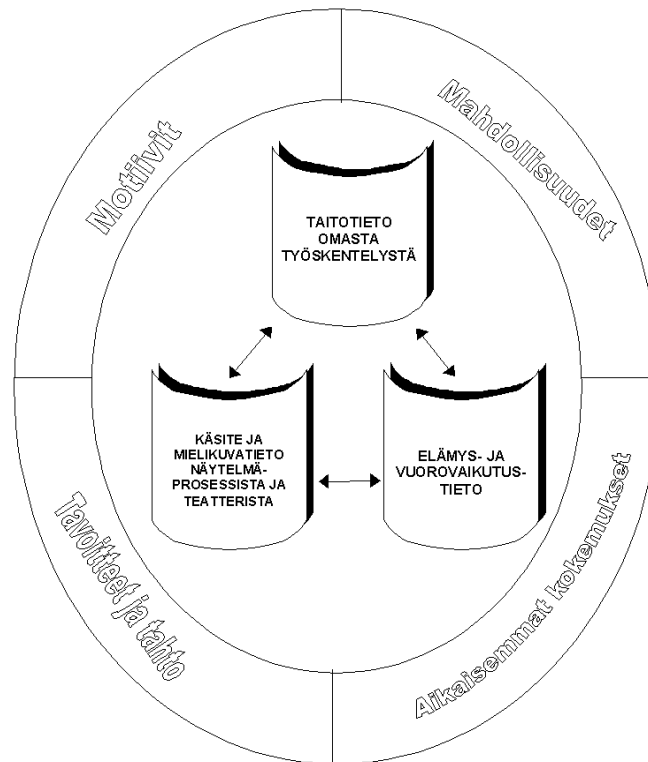 Motiivit
Mahdollisuudet
TAITOTIETO
OMASTA
TYÖSKENTELYSTÄ
KÄSITE JA
MIELIKUVATIETO
NÄYTELMÄ-
PROSESSISTA JA
TEATTERISTA
ELÄMYS- JA
VUOROVAIKUTUS-
TIETO
Tavoitteet ja tahto
Aikaisemmat kokemukset